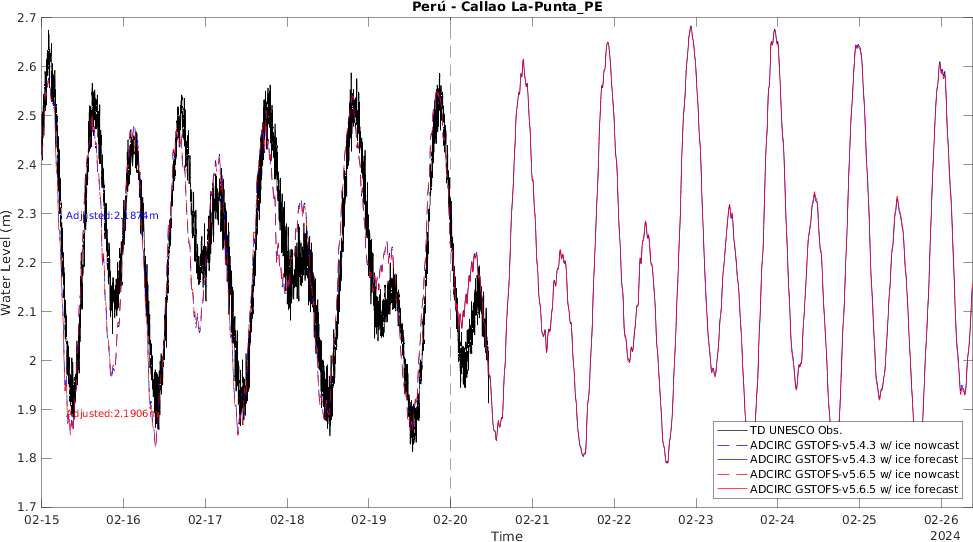 Perú - Callao La-Punta_PE
2.7
2.6
2.5
2.4
2.3
2.2
2.1
2
1.9
1.8
1.7
Water Level (m)
Adjusted:2.1874m
Adjusted:2.1906m
TD UNESCO Obs.
ADCIRC GSTOFS-v5.4.3 w/ ice nowcast
ADCIRC GSTOFS-v5.4.3 w/ ice forecast
ADCIRC GSTOFS-v5.6.5 w/ ice nowcast
ADCIRC GSTOFS-v5.6.5 w/ ice forecast
02-15 02-16 02-17 02-18 02-19 02-20 02-21 02-22 02-23 02-24 02-25 02-26
Time 2024